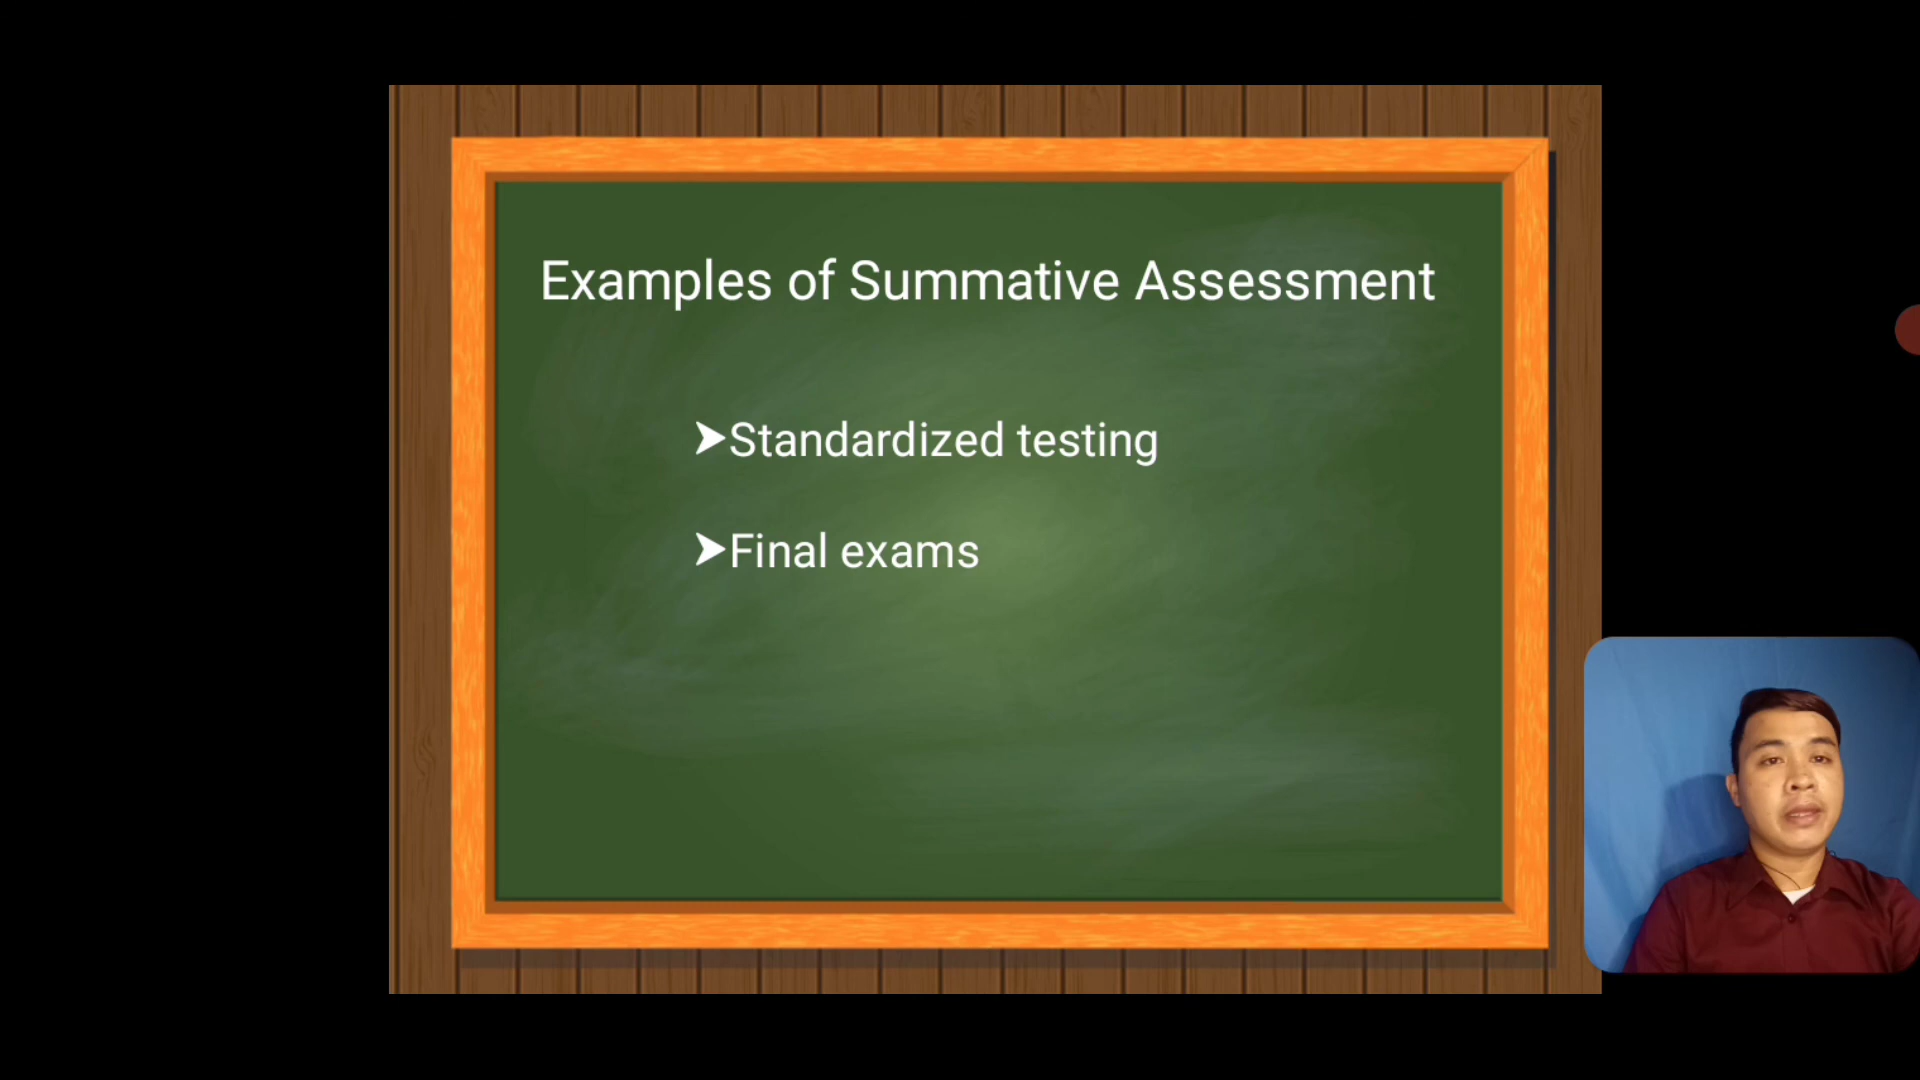 Examples of Summative Assessment
➤Standardized testing
➤Final exams